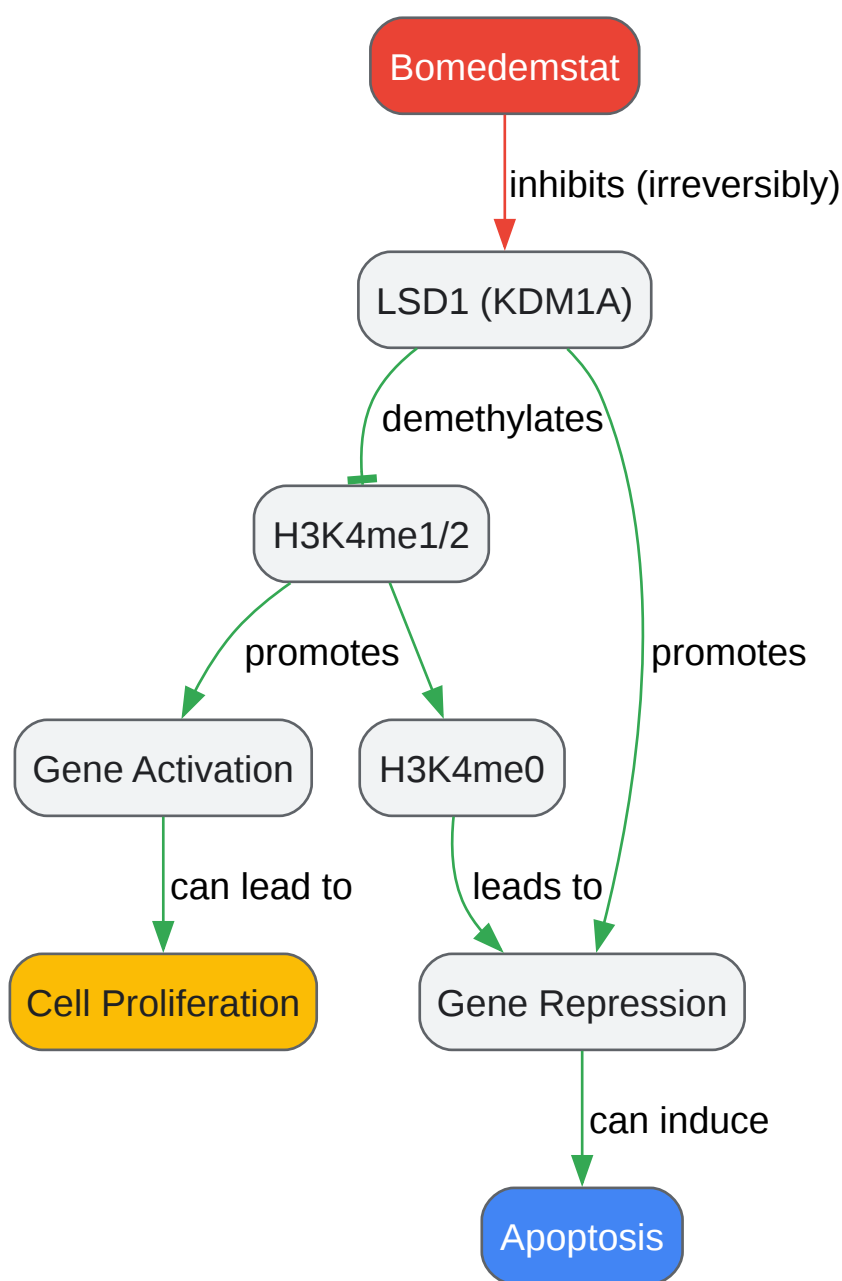 Bomedemstat
inhibits (irreversibly)
LSD1 (KDM1A)
demethylates
H3K4me1/2
promotes
promotes
Gene Activation
H3K4me0
can lead to
leads to
Cell Proliferation
Gene Repression
can induce
Apoptosis